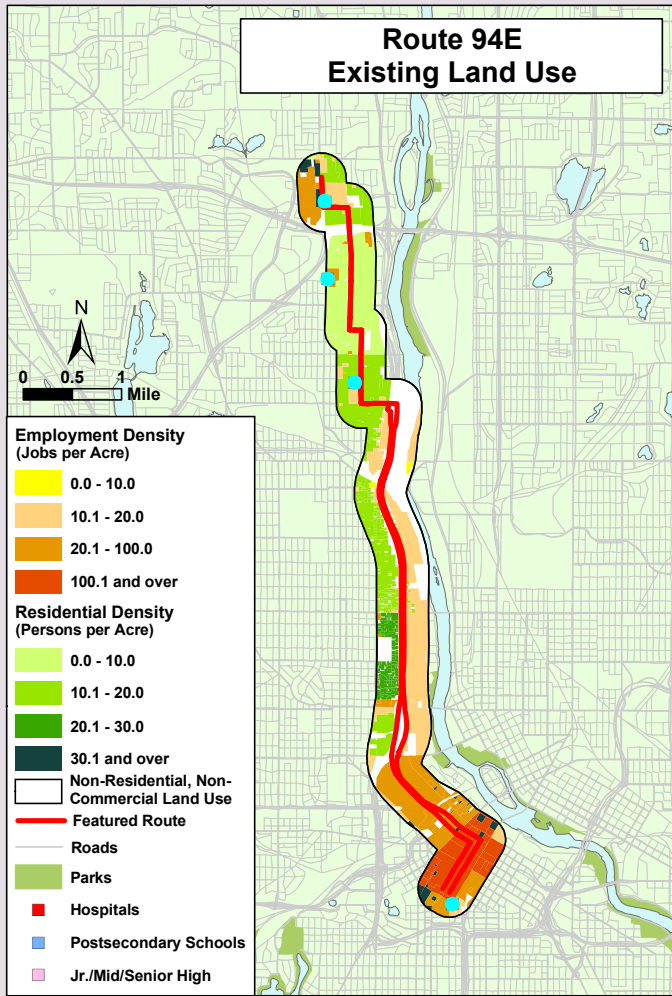 Route 94E
Existing Land Use
N
0 0.5 1
Mile
Employment Density
(Jobs per Acre)
0.0 - 10.0
10.1 - 20.0
20.1 - 100.0
100.1 and over
Residential Density
(Persons per Acre)
0.0 - 10.0
10.1 - 20.0
20.1 - 30.0
30.1 and over
Non-Residential, Non-
Commercial Land Use
Featured Route
Roads
Parks
Hospitals
Postsecondary Schools
Jr./Mid/Senior High